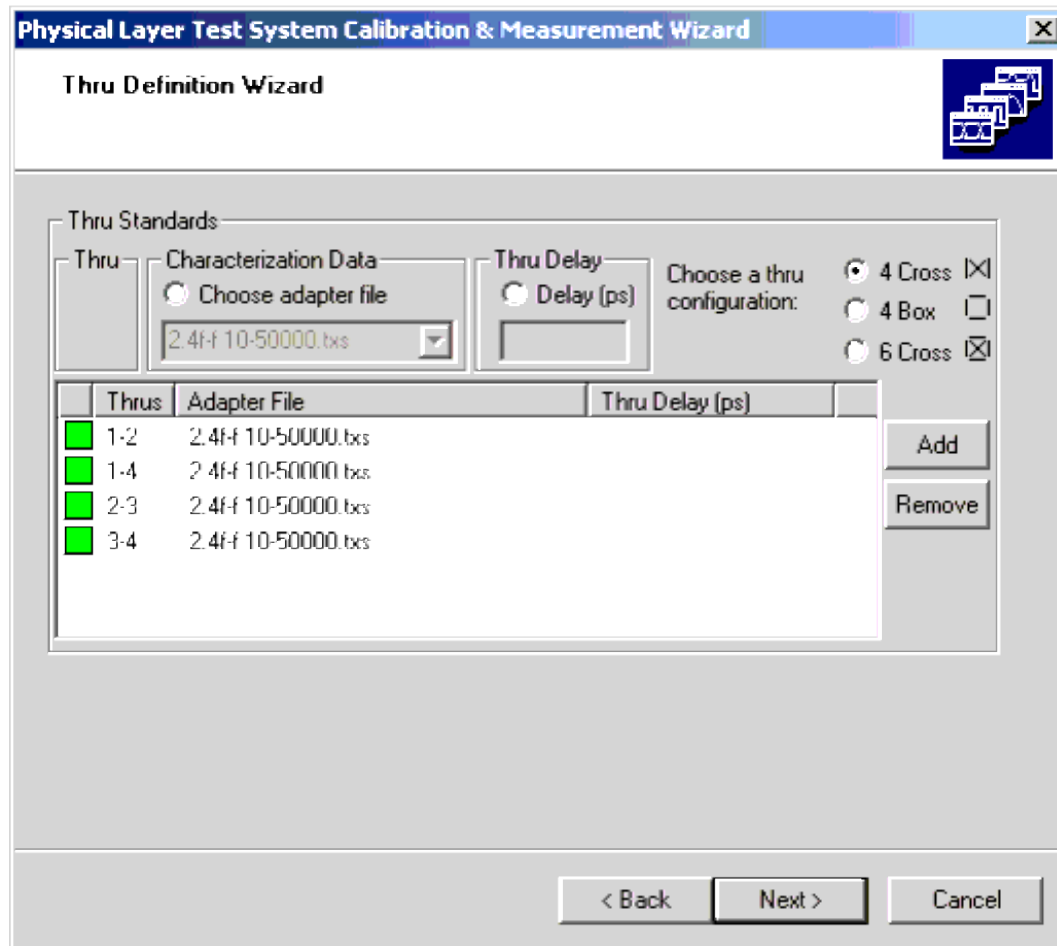 Physical Layer Test System Calibration & Measurement Wizard
Thru Definition Wizard
Thru Standards
Thru
Characterization Data
Choose adapter file
2.4f-f 10-50000.txs
Thru Delay
Delay (ps)
Choose a thru
configuration:
4 Cross
4 Box
6 Cross
Thrus Adapter File Thru Delay (ps)
1-2 2.4f-f 10-50000.txs
1-4 2.4f-f 10-50000.txs
2-3 2.4f-f 10-50000.txs
3-4 2.4f-f 10-50000.txs
Add
Remove
< Back Next > Cancel